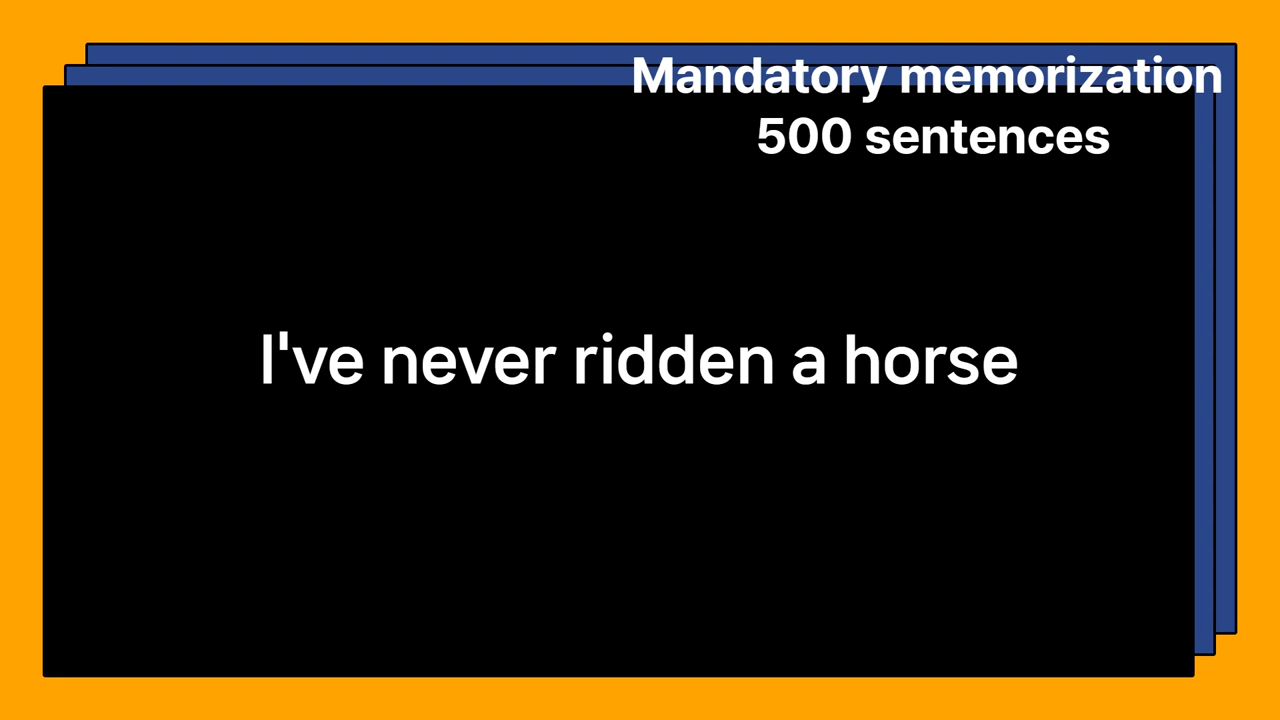 Mandatory memorization
500 sentences
I've never ridden a horse